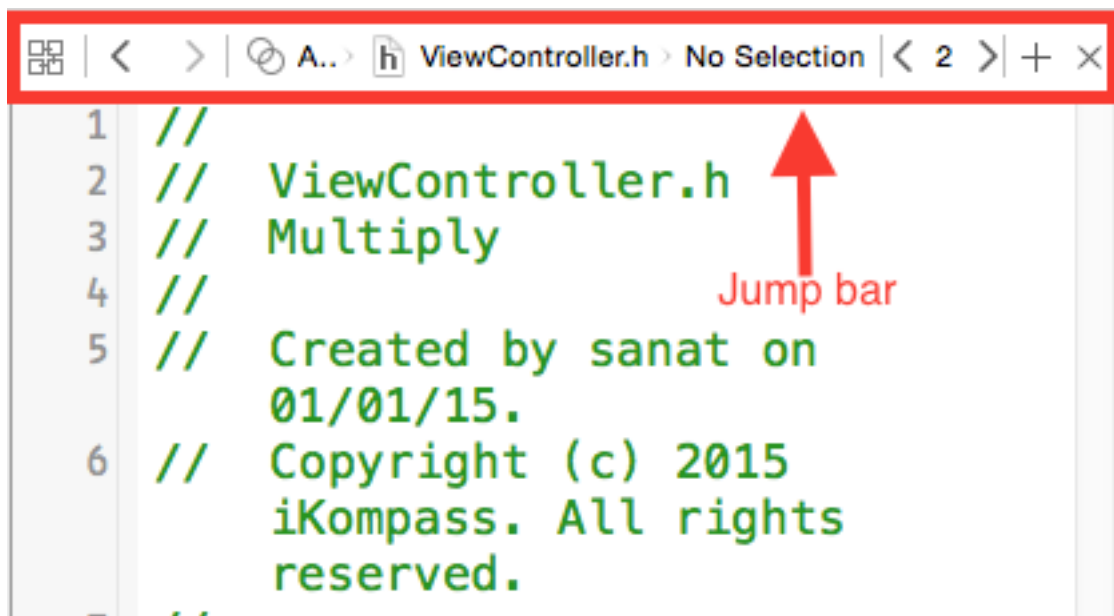 A.. › h ViewController.h › No Selection < 2 > + ×
1 //
2 // ViewController.h
3 // Multiply
4 //
Jump bar
5 // Created by sanat on
01/01/15.
6 // Copyright (c) 2015
iKompass. All rights
reserved.